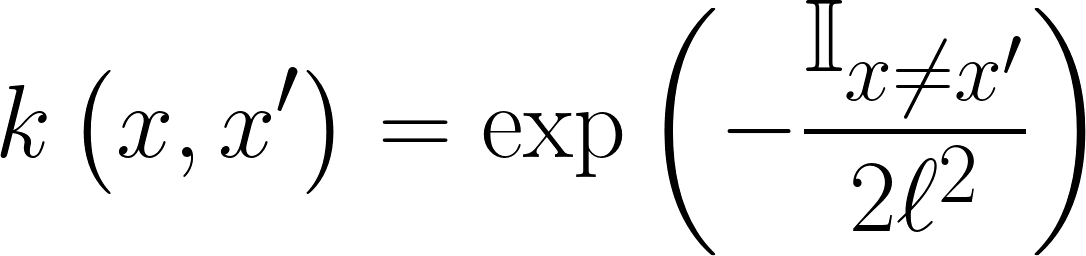 k (x, x′) = exp (−𝕀_{x≠x′} / 2ℓ²)